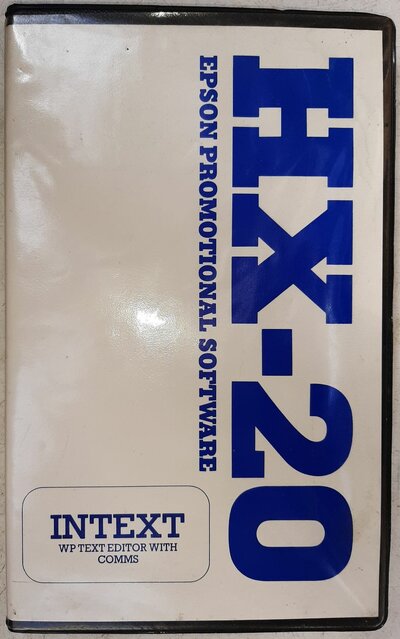 HX-20
EPSON PROMOTIONAL SOFTWARE
INTEXT
WP TEXT EDITOR WITH
COMMS